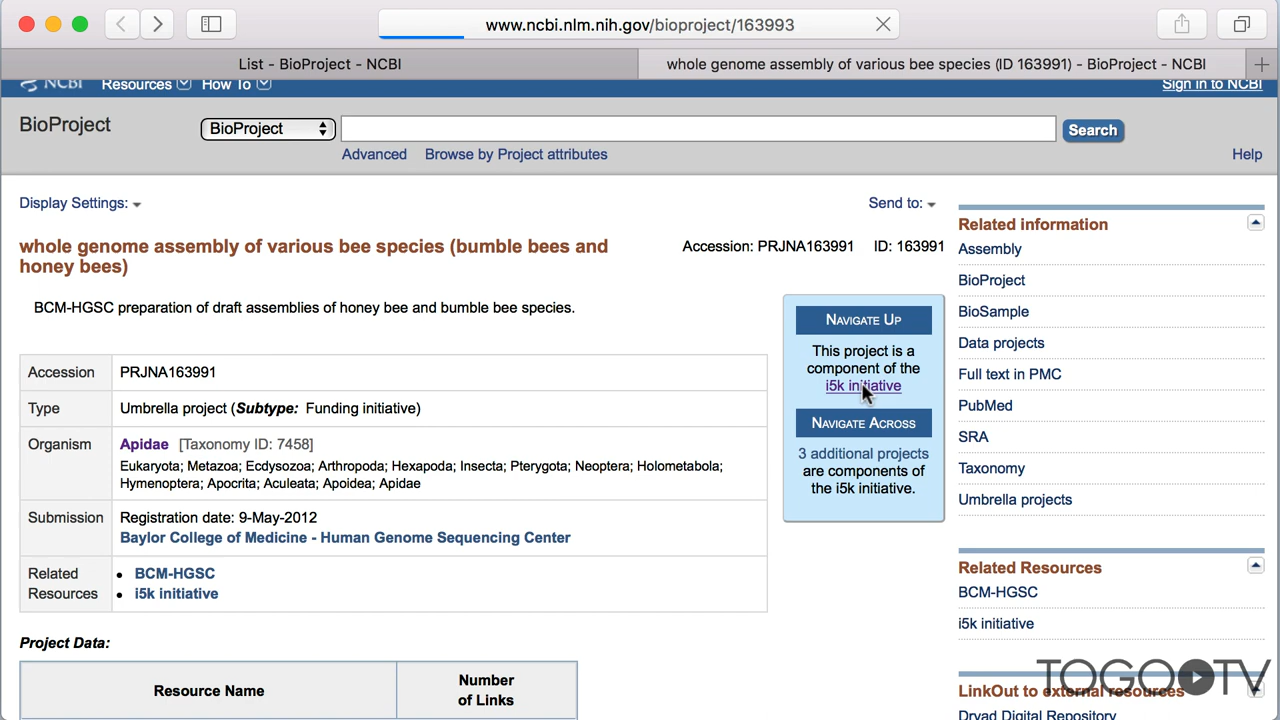 www.ncbi.nlm.nih.gov/bioproject/163993
List - BioProject - NCBI
whole genome assembly of various bee species (ID 163991) - BioProject - NCBI
NCBI Resources How To Sign in to NCBI
BioProject
BioProject
Search
Advanced Browse by Project attributes
Help
Display Settings:
Send to:
whole genome assembly of various bee species (bumble bees and
honey bees)
Accession: PRJNA163991 ID: 163991
BCM-HGSC preparation of draft assemblies of honey bee and bumble bee species.
Navigate Up
This project is a
component of the
i5k initiative
Navigate Across
3 additional projects
are components of
the i5k initiative.
Accession PRJNA163991
Type Umbrella project (Subtype: Funding initiative)
Organism Apidae [Taxonomy ID: 7458]
Eukaryota; Metazoa; Ecdysozoa; Arthropoda; Hexapoda; Insecta; Pterygota; Neoptera; Holometabola;
Hymenoptera; Apocrita; Aculeata; Apoidea; Apidae
Submission Registration date: 9-May-2012
Baylor College of Medicine - Human Genome Sequencing Center
Related
Resources
BCM-HGSC
i5k initiative
Project Data:
Resource Name
Number
of Links
Related information
Assembly
BioProject
BioSample
Data projects
Full text in PMC
PubMed
SRA
Taxonomy
Umbrella projects
Related Resources
BCM-HGSC
i5k initiative
LinkOut to external resources
Dryad Digital Repository
TOGO TV